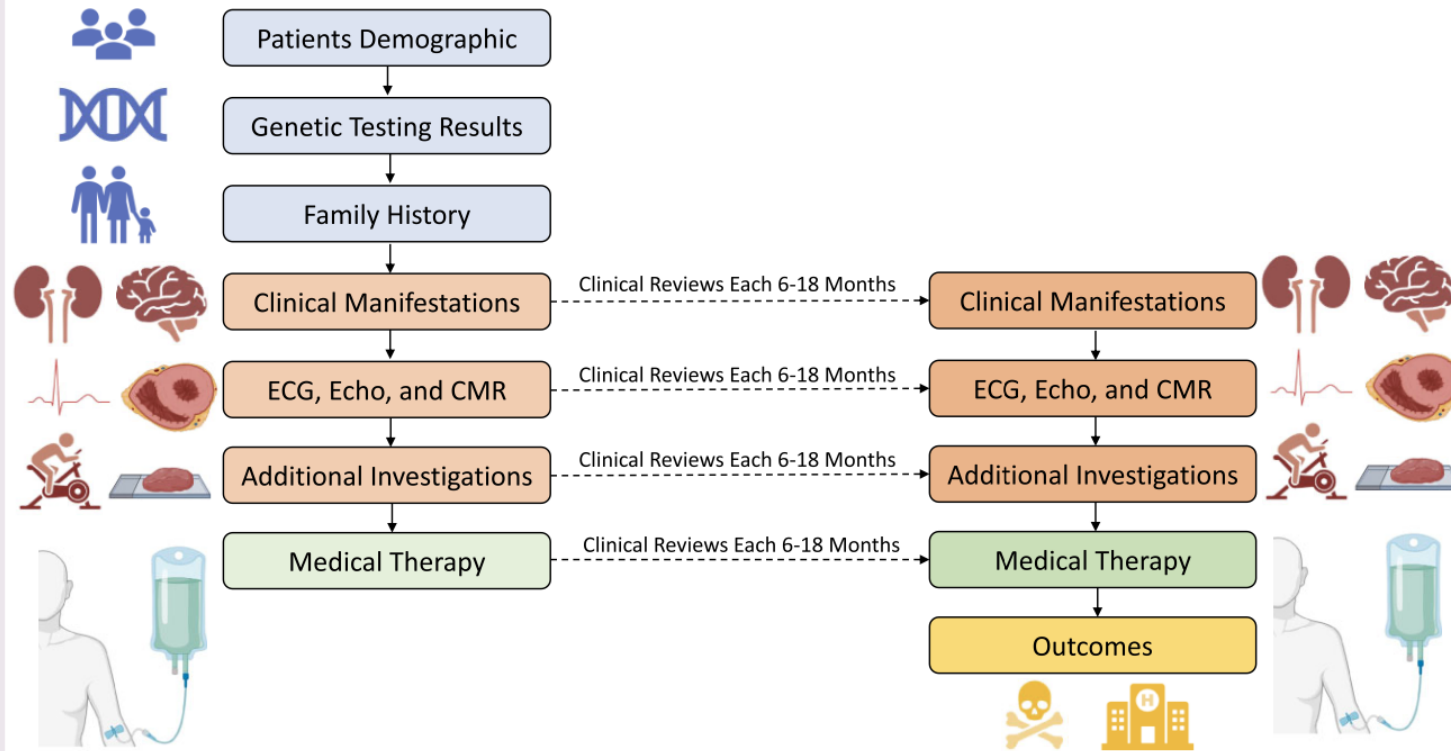 Patients Demographic
Genetic Testing Results
Family History
Clinical Manifestations
Clinical Reviews Each 6-18 Months
Clinical Manifestations
ECG, Echo, and CMR
Clinical Reviews Each 6-18 Months
ECG, Echo, and CMR
Additional Investigations
Clinical Reviews Each 6-18 Months
Additional Investigations
Medical Therapy
Clinical Reviews Each 6-18 Months
Medical Therapy
Outcomes
H